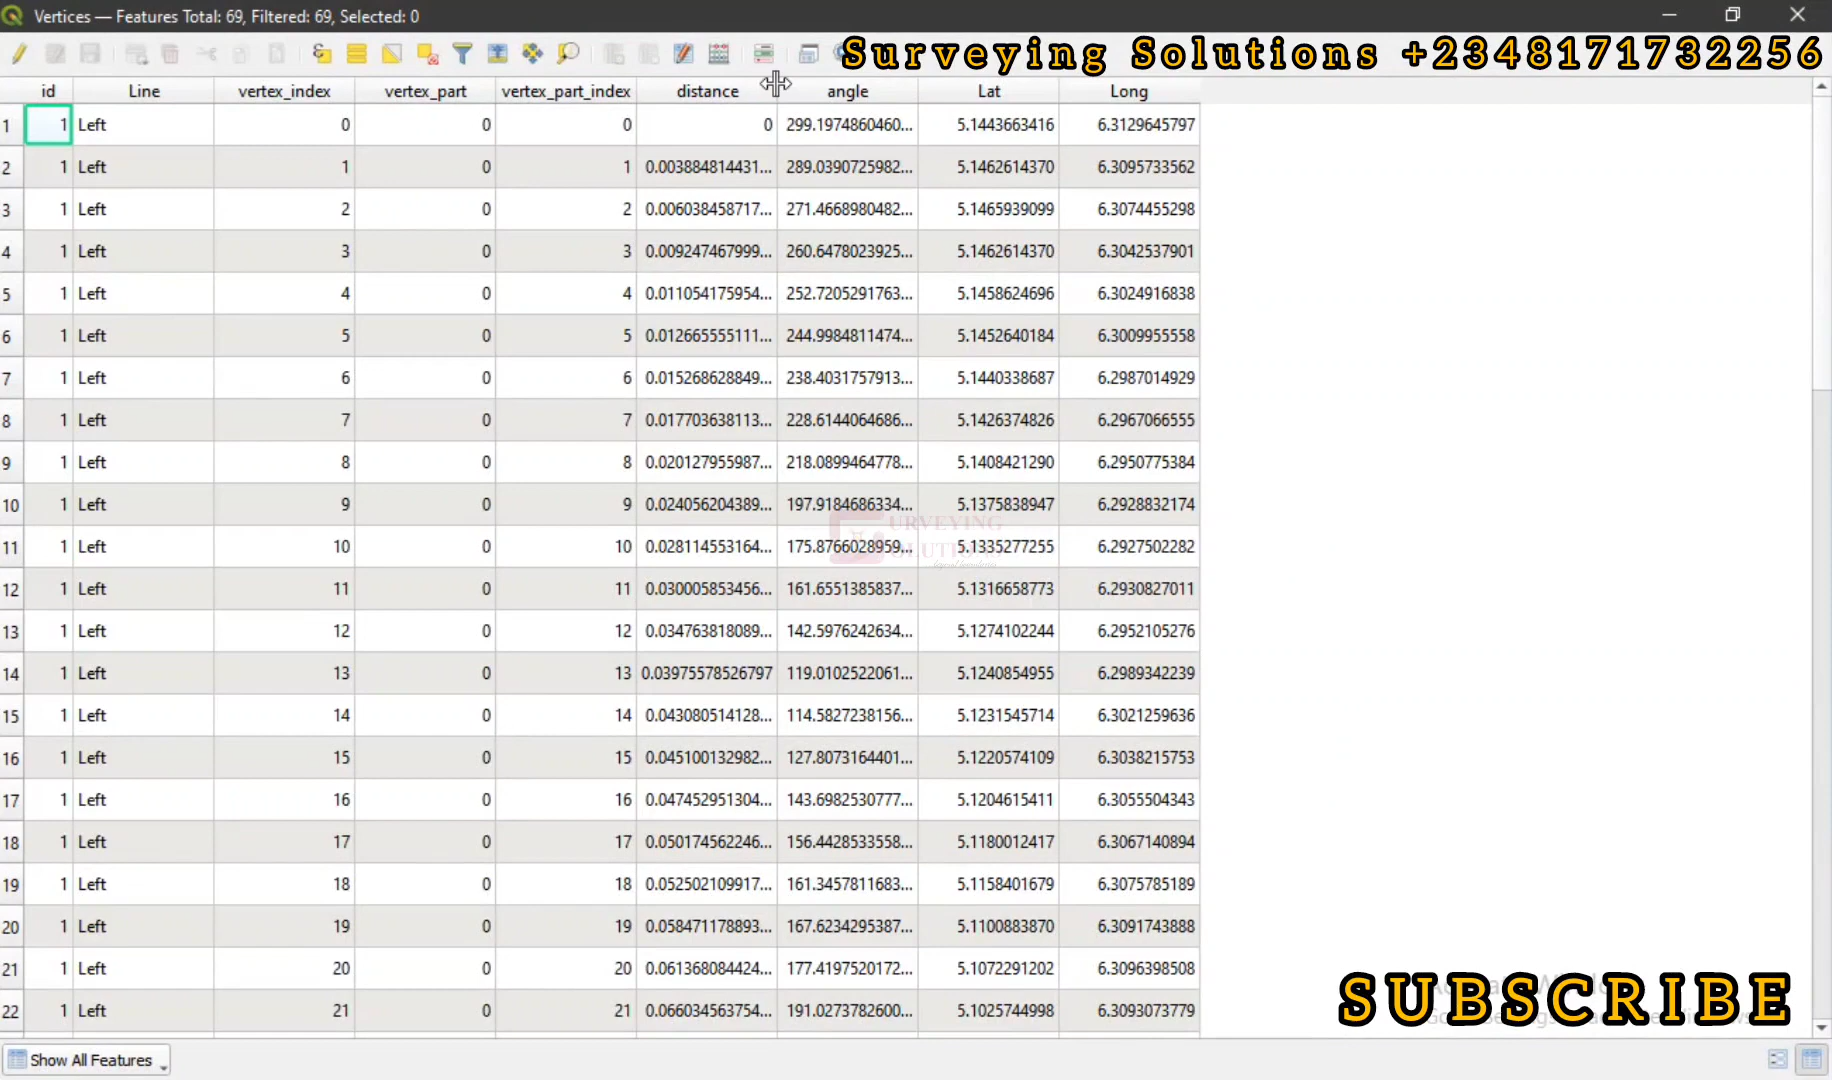 Vertices — Features Total: 69, Filtered: 69, Selected: 0
Surveying Solutions +2348171732256
id Line vertex_index vertex_part vertex_part_index distance angle Lat Long
1 1 Left 0 0 0 0 299.1974860460... 5.1443663416 6.3129645797
2 1 Left 1 0 1 0.003884814431... 289.0390725982... 5.1462614370 6.3095733562
3 1 Left 2 0 2 0.006038458717... 271.4668980482... 5.1465939099 6.3074455298
4 1 Left 3 0 3 0.009247467999... 260.6478023925... 5.1462614370 6.3042537901
5 1 Left 4 0 4 0.011054175954... 252.7205291763... 5.1458624696 6.3024916838
6 1 Left 5 0 5 0.012665555111... 244.9984811474... 5.1452640184 6.3009955558
7 1 Left 6 0 6 0.015268628849... 238.4031757913... 5.1440338687 6.2987014929
8 1 Left 7 0 7 0.017703638113... 228.6144064686... 5.1426374826 6.2967066555
9 1 Left 8 0 8 0.020127955987... 218.0899464778... 5.1408421290 6.2950775384
10 1 Left 9 0 9 0.024056204389... 197.9184686334... 5.1375838947 6.2928832174
11 1 Left 10 0 10 0.028114553164... 175.8766028959... 5.1335277255 6.2927502282
12 1 Left 11 0 11 0.030005853456... 161.6551385837... 5.1316658773 6.2930827011
13 1 Left 12 0 12 0.034763818089... 142.5976242634... 5.1274102244 6.2952105276
14 1 Left 13 0 13 0.03975578526797 119.0102522061... 5.1240854955 6.2989342239
15 1 Left 14 0 14 0.043080514128... 114.5827238156... 5.1231545714 6.3021259636
16 1 Left 15 0 15 0.045100132982... 127.8073164401... 5.1220574109 6.3038215753
17 1 Left 16 0 16 0.047452951304... 143.6982530777... 5.1204615411 6.3055504343
18 1 Left 17 0 17 0.050174562246... 156.4428533558... 5.1180012417 6.3067140894
19 1 Left 18 0 18 0.052502109917... 161.3457811683... 5.1158401679 6.3075785189
20 1 Left 19 0 19 0.058471178893... 167.6234295387... 5.1100883870 6.3091743888
21 1 Left 20 0 20 0.061368084424... 177.4197520172... 5.1072291202 6.3096398508
22 1 Left 21 0 21 0.066034563754... 191.0273782600... 5.1025744998 6.3093073779
URVEYING
SUBSCRIBE
Show All Features